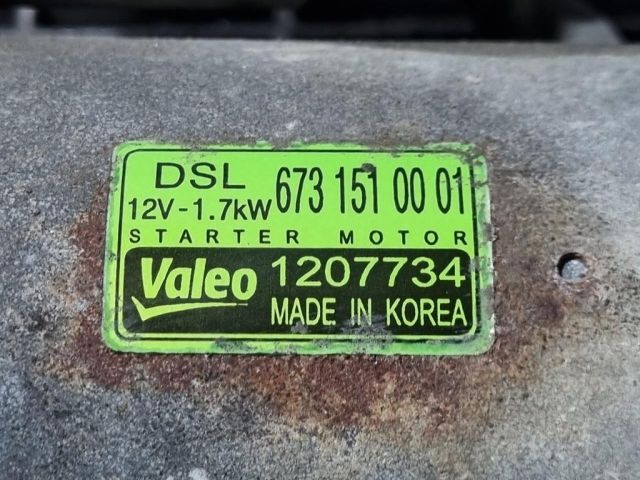 DSL 673 151 00 01
12V-1.7kW
STARTER MOTOR
Valeo 1207734
MADE IN KOREA